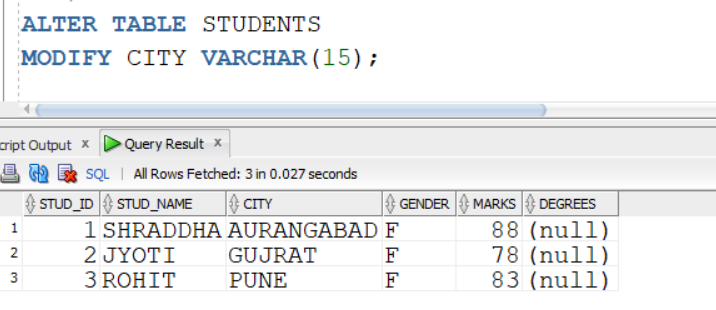 ALTER TABLE STUDENTS
MODIFY CITY VARCHAR(15);
cript Output x Query Result x
SQL | All Rows Fetched: 3 in 0.027 seconds
STUD_ID STUD_NAME CITY GENDER MARKS DEGREES
1 1 SHRADDHA AURANGABAD F 88 (null)
2 2 JYOTI GUJRAT F 78 (null)
3 3 ROHIT PUNE F 83 (null)